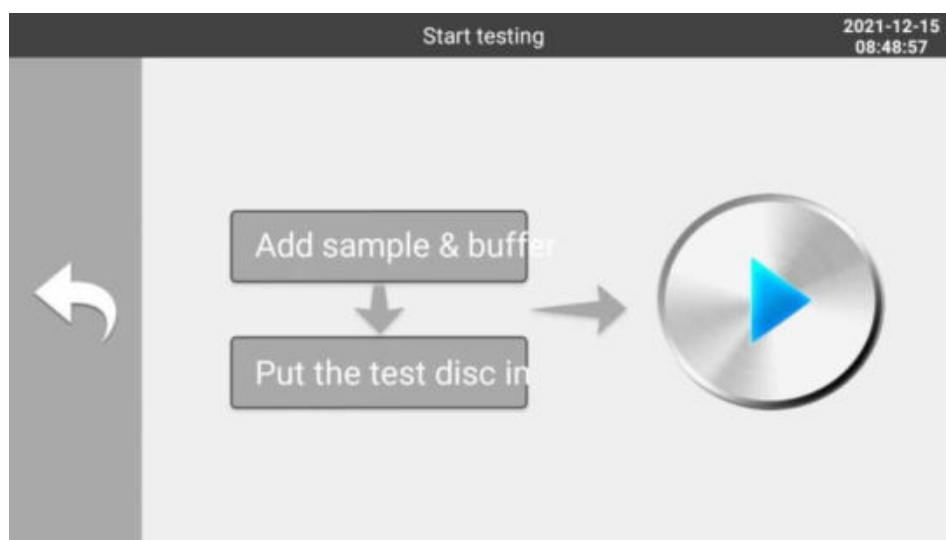 Start testing
2021-12-15
08:48:57
Add sample & buffer
Put the test disc in